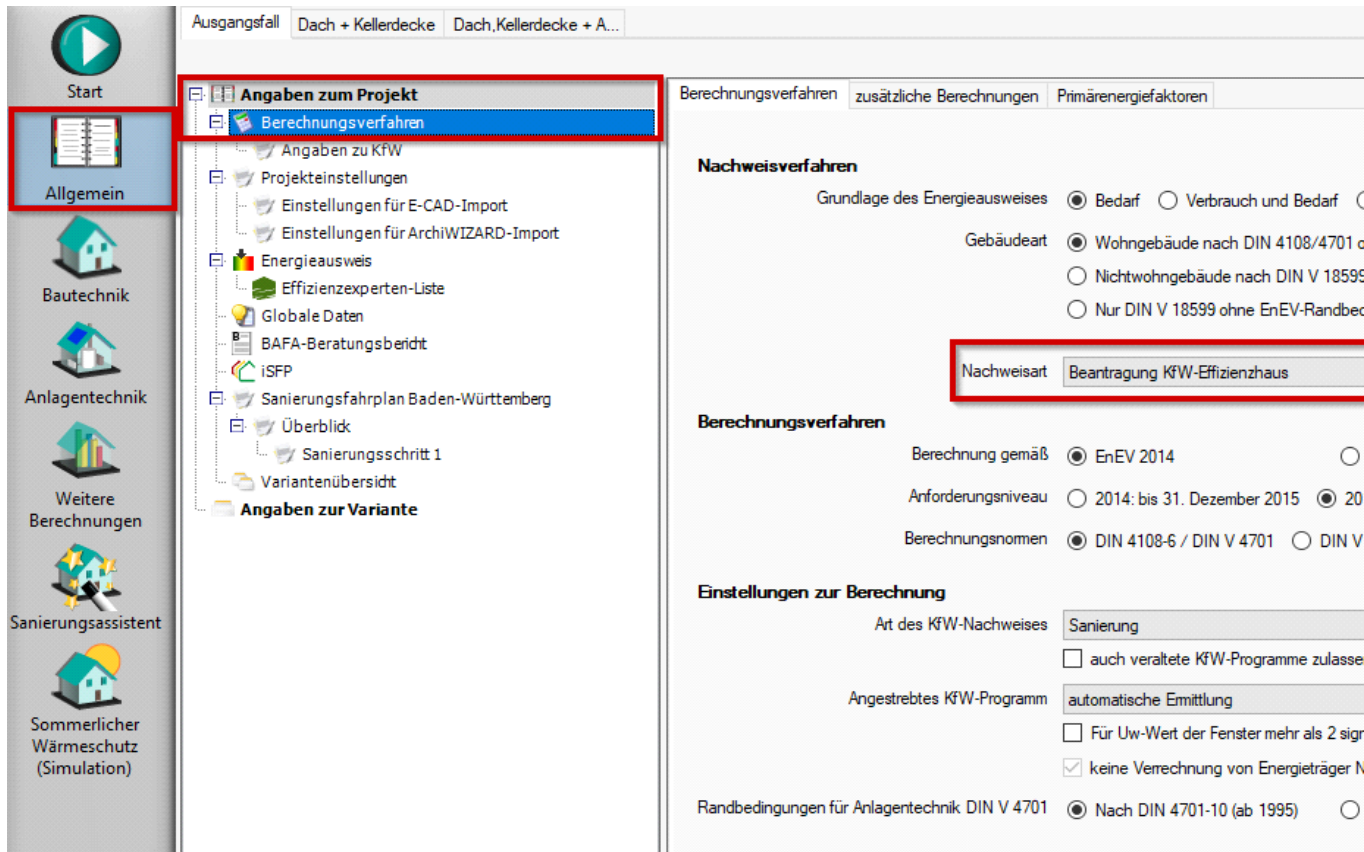 Ausgangsfall Dach + Kellerdecke Dach,Kellerdecke + A...
Start
Allgemein
Bautechnik
Anlagentechnik
Weitere
Berechnungen
Sanierungsassistent
Sommerlicher
Wärmeschutz
(Simulation)
Angaben zum Projekt
Berechnungsverfahren
Angaben zu KfW
Projekteinstellungen
Einstellungen für E-CAD-Import
Einstellungen für ArchiWIZARD-Import
Energieausweis
Effizienzexperten-Liste
Globale Daten
BAFA-Beratungsbericht
iSFP
Sanierungsfahrplan Baden-Württemberg
Überblick
Sanierungsschritt 1
Variantenübersicht
Angaben zur Variante
Berechnungsverfahren zusätzliche Berechnungen Primärenergiefaktoren
Nachweisverfahren
Grundlage des Energieausweises Bedarf Verbrauch und Bedarf
Gebäudeart Wohngebäude nach DIN 4108/4701
Nichtwohngebäude nach DIN V 18599
Nur DIN V 18599 ohne
Nachweisart Beantragung KfW-Effizienzhaus
Berechnungsverfahren
Berechnung gemäß EnEV 2014
Anforderungsniveau 2014: bis 31. Dezember 2015 20
Berechnungsnormen DIN 4108-6 / DIN V 4701 DIN V
Einstellungen zur Berechnung
Art des KfW-Nachweises Sanierung
auch veraltete KfW-Programme
Angestrebtes KfW-Programm automatische Ermittlung
Für Uw-Wert der Fenster mehr als 2
keine Verrechnung von Energieträger
Randbedingungen für Anlagentechnik DIN V 4701 Nach DIN 4701-10 (ab 1995)